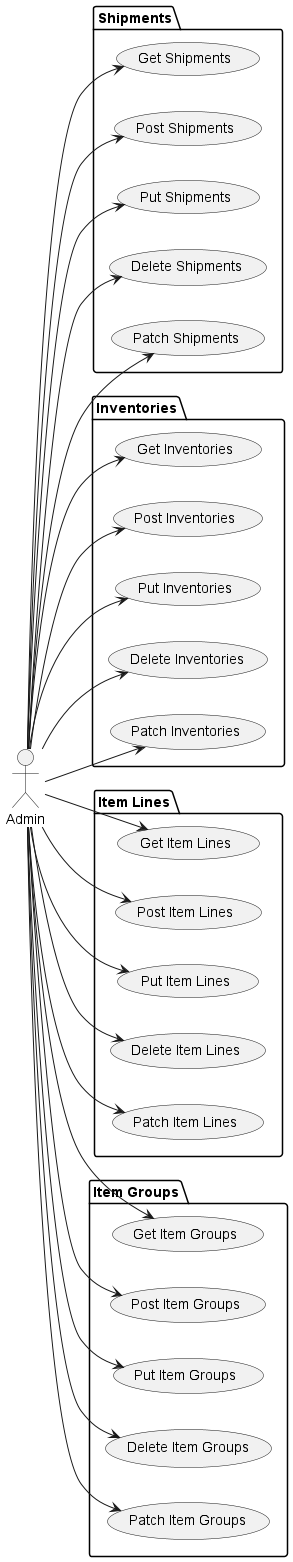 Shipments
Get Shipments
Post Shipments
Put Shipments
Delete Shipments
Patch Shipments
Inventories
Get Inventories
Post Inventories
Put Inventories
Delete Inventories
Patch Inventories
Admin
Item Lines
Get Item Lines
Post Item Lines
Put Item Lines
Delete Item Lines
Patch Item Lines
Item Groups
Get Item Groups
Post Item Groups
Put Item Groups
Delete Item Groups
Patch Item Groups